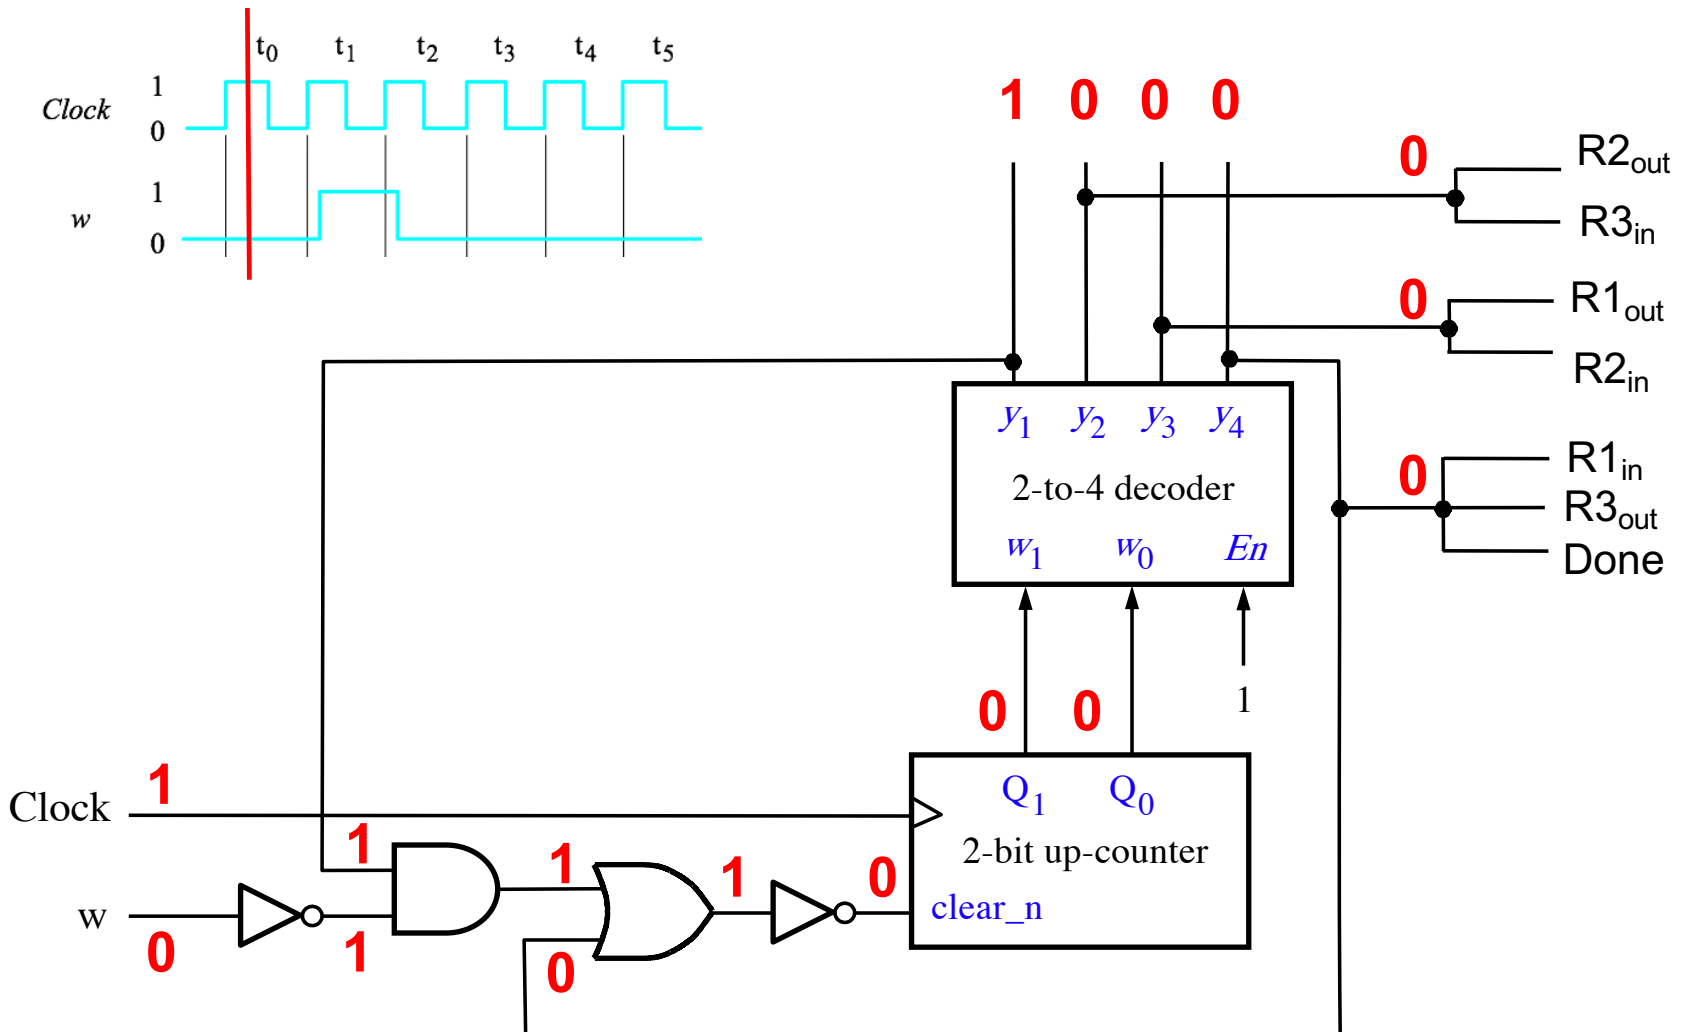 t0 t1 t2 t3 t4 t5
Clock 1
0
w 1
0
1 0 0 0
0 R2out
R3in
0 R1out
R2in
y1 y2 y3 y4
2-to-4 decoder
w1 w0 En
0 R1in
R3out
Done
0 0 1
Clock 1
Q1 Q0
2-bit up-counter
clear_n
1 1 1 0
w 0 1 0